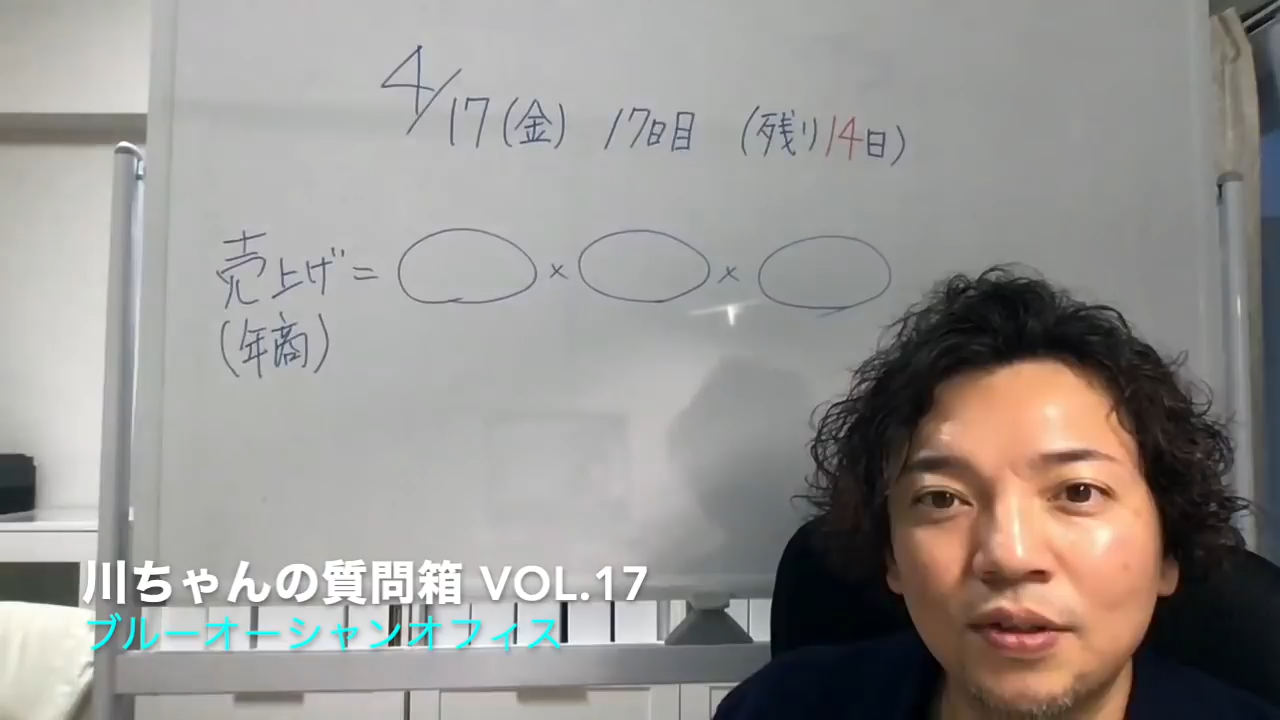 4/17(金) 17日目 (残り14日)
売上げ= × ×
(年商)
川ちゃんの質問箱 VOL.17
ブルーオーシャンオフィス